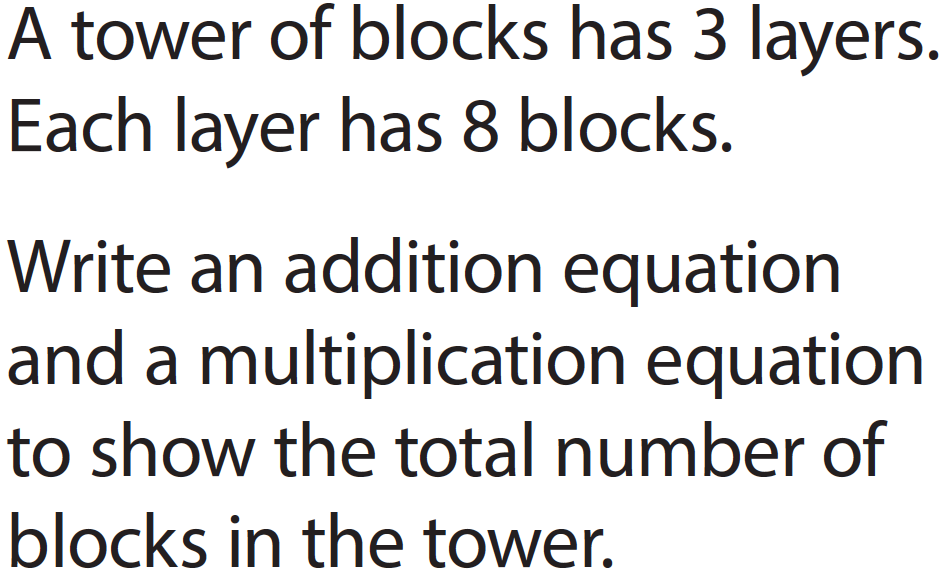 A tower of blocks has 3 layers.
Each layer has 8 blocks.
Write an addition equation
and a multiplication equation
to show the total number of
blocks in the tower.